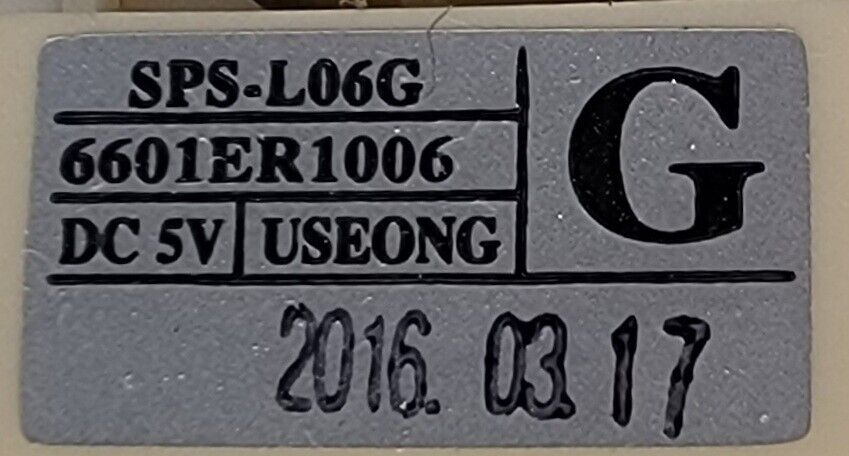 SPS-L06G
G
6601ER1006
DC 5V USEONG
2016. 03. 17